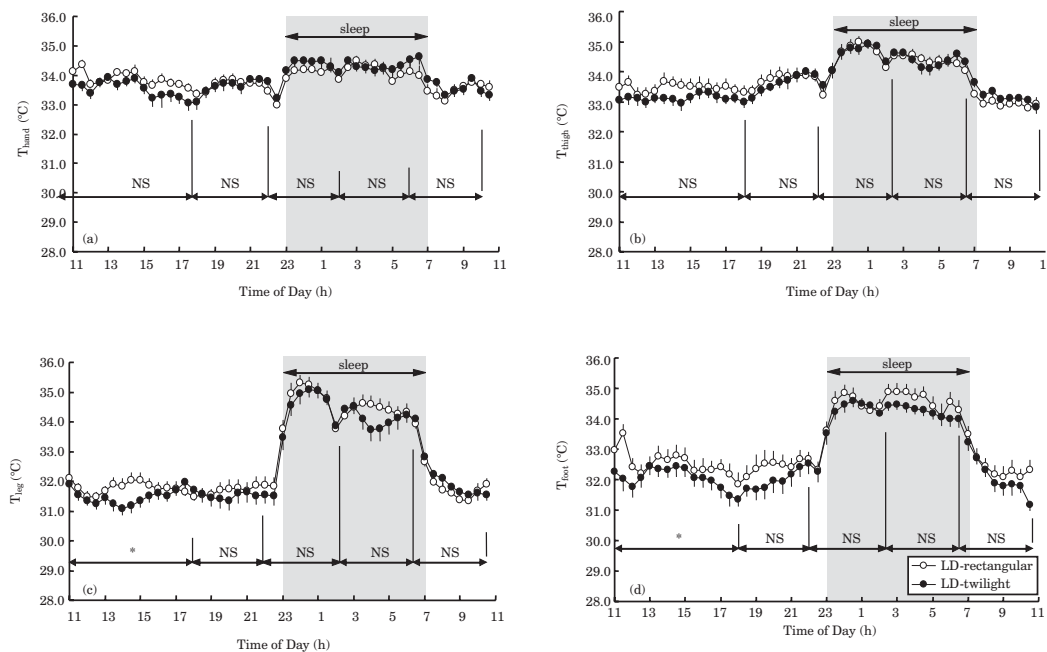 36.0
sleep
35.0
34.0
33.0
32.0
31.0
30.0
29.0
28.0
T_hand (°C)
NS NS NS NS NS
(a)
11 13 15 17 19 21 23 1 3 5 7 9 11
Time of Day (h)
36.0
sleep
35.0
34.0
33.0
32.0
31.0
30.0
29.0
28.0
T_thigh (°C)
NS NS NS NS NS
(b)
11 13 15 17 19 21 23 1 3 5 7 9 1
Time of Day (h)
36.0
sleep
35.0
34.0
33.0
32.0
31.0
30.0
29.0
28.0
T_leg (°C)
* NS NS NS NS
(c)
11 13 15 17 19 21 23 1 3 5 7 9 11
Time of Day (h)
36.0
sleep
35.0
34.0
33.0
32.0
31.0
30.0
29.0
28.0
T_foot (°C)
* NS NS NS NS
LD-rectangular
LD-twilight
(d)
11 13 15 17 19 21 23 1 3 5 7 9 11
Time of Day (h)